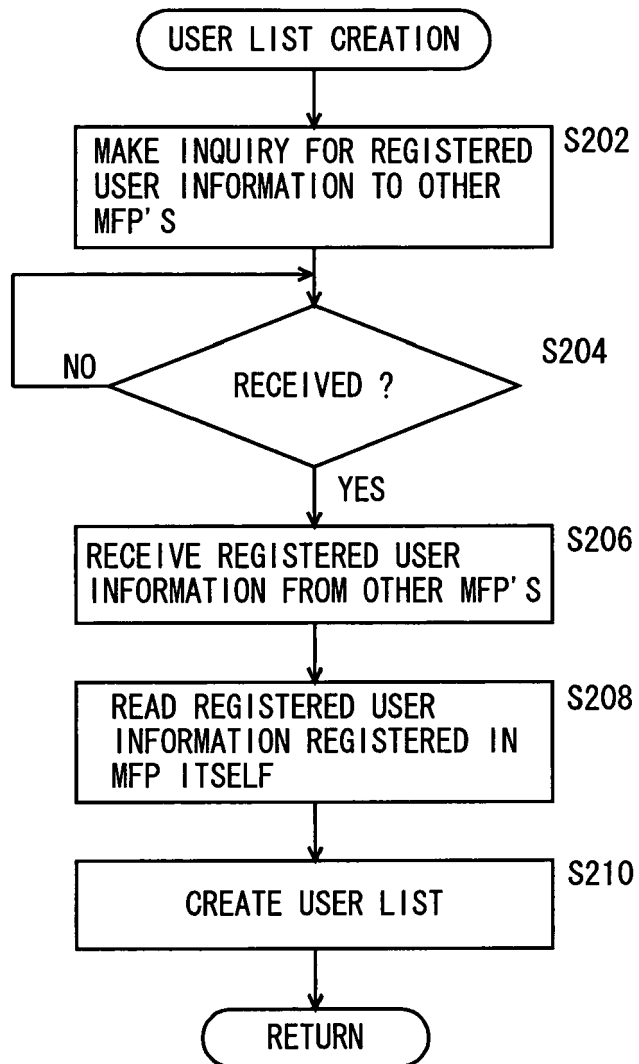 USER LIST CREATION
S202
MAKE INQUIRY FOR REGISTERED
USER INFORMATION TO OTHER
MFP'S
S204
NO
RECEIVED ?
YES
S206
RECEIVE REGISTERED USER
INFORMATION FROM OTHER MFP'S
S208
READ REGISTERED USER
INFORMATION REGISTERED IN
MFP ITSELF
S210
CREATE USER LIST
RETURN